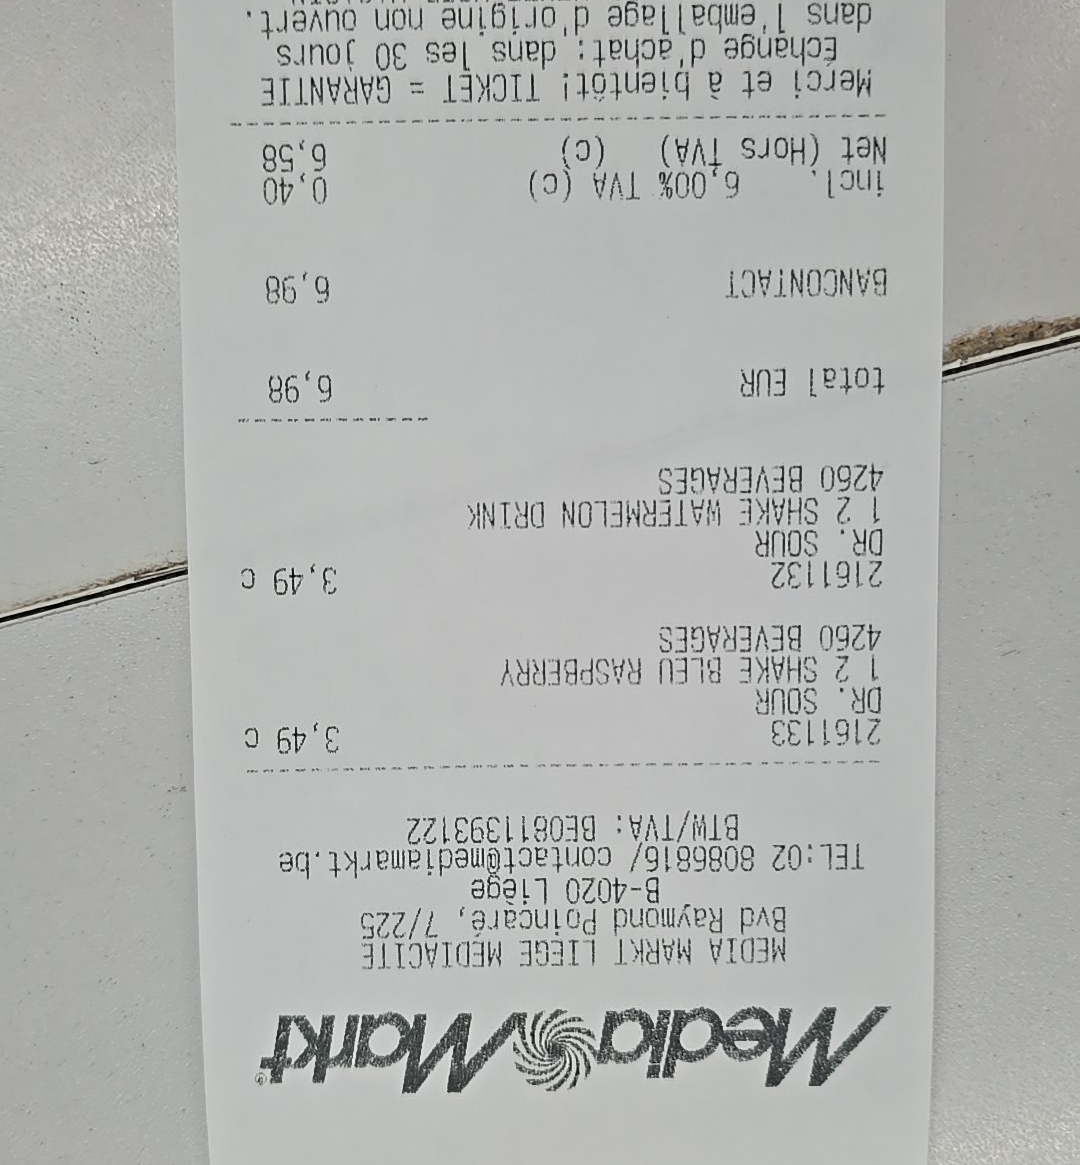 Media Markt®
MEDIA MARKT LIEGE MÉDIACITÉ
Bvd Raymond Poincaré, 7/225
B-4020 Liège
TEL:02 8086816/ contact@mediamarkt.be
BTW/TVA: BE0811393122
2161133 3,49 c
DR. SOUR
1 2 SHAKE BLEU RASPBERRY
4260 BEVERAGES
2161132 3,49 c
DR. SOUR
1 2 SHAKE WATERMELON DRINK
4260 BEVERAGES
total EUR 6,98
BANCONTACT 6,98
incl. 6,00% TVA (c) 0,40
Net (Hors TVA) (c) 6,58
Merci et à bientôt! TICKET = GARANTIE
Échange d'achat: dans les 30 jours
dans l'emballage d'origine non ouvert.